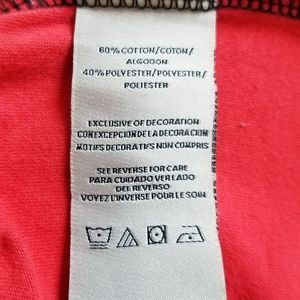 60% COTTON/COTON/
ALGODON
40% POLYESTER/POLYESTER/
POLIESTER
EXCLUSIVE OF DECORATION
CON EXCEPCION DE LA DECORACION
MOTIFS DECORATIFS NON COMPRIS
SEE REVERSE FOR CARE
PARA CUIDADO VER LADO
DEL REVERSO
VOYEZ L'INVERSE POUR LE SOIN